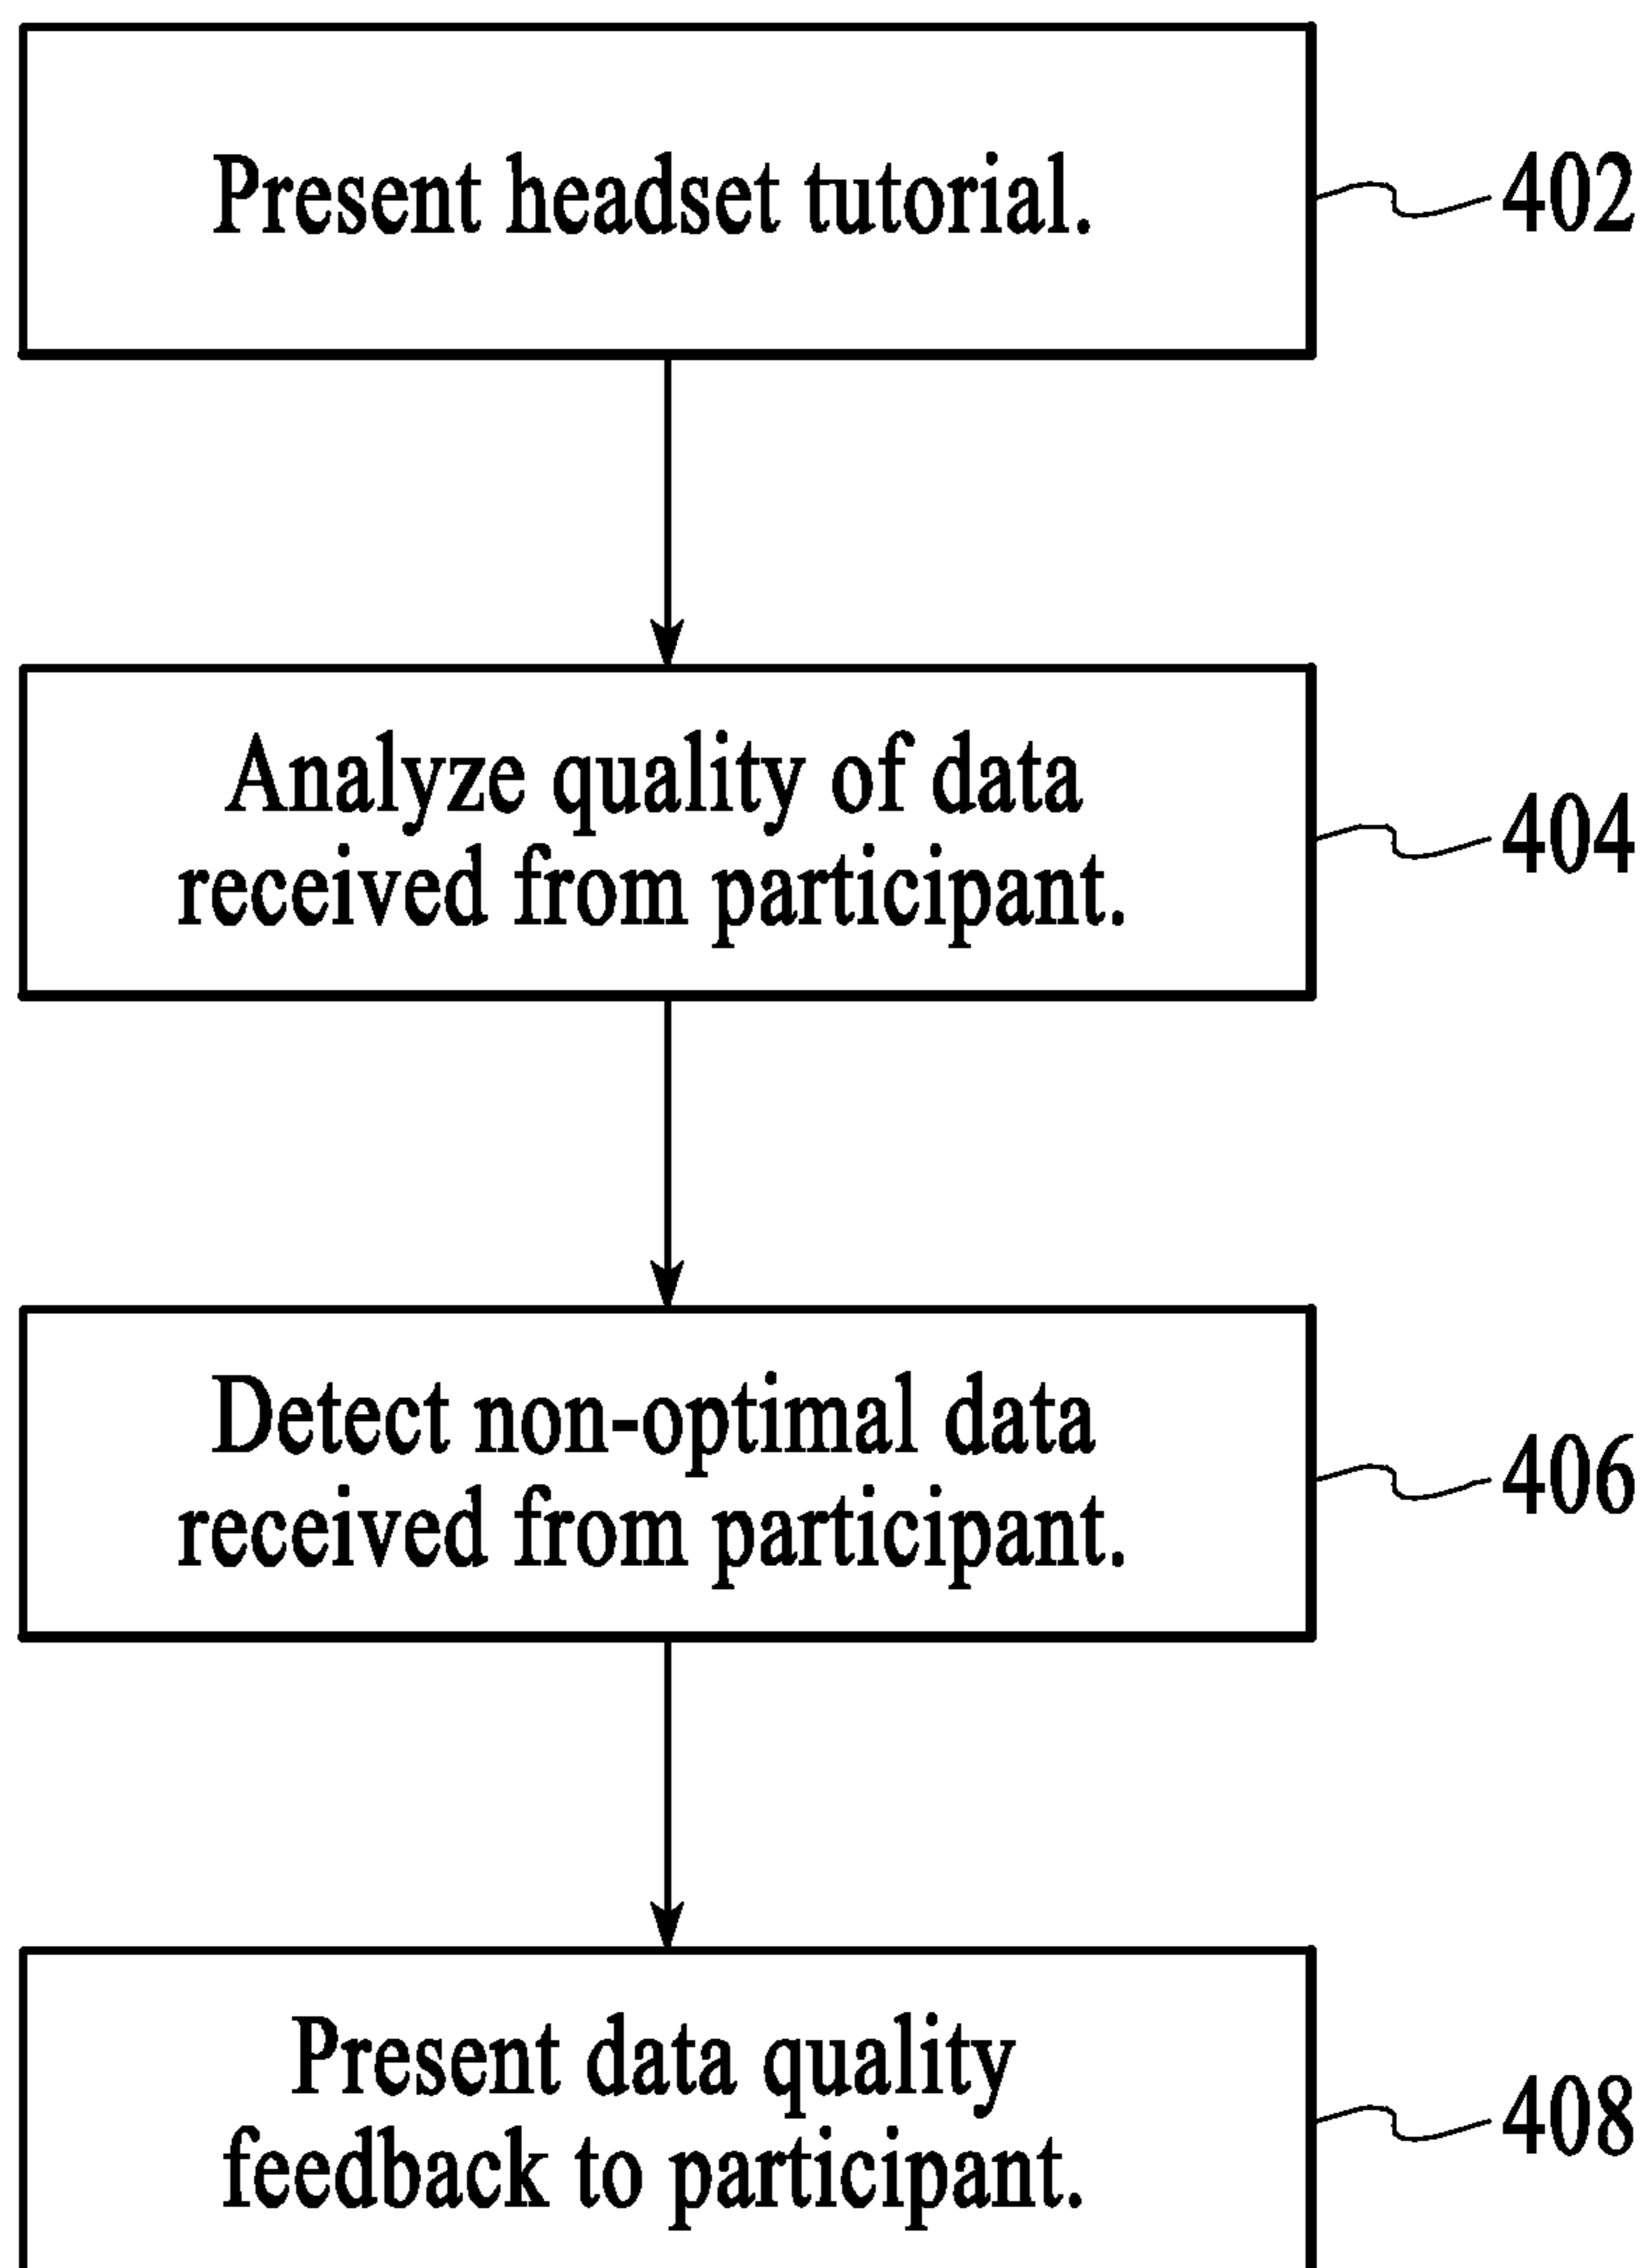 Present headset tutorial.
402
Analyze quality of data
received from participant.
404
Detect non-optimal data
received from participant.
406
Present data quality
feedback to participant.
408